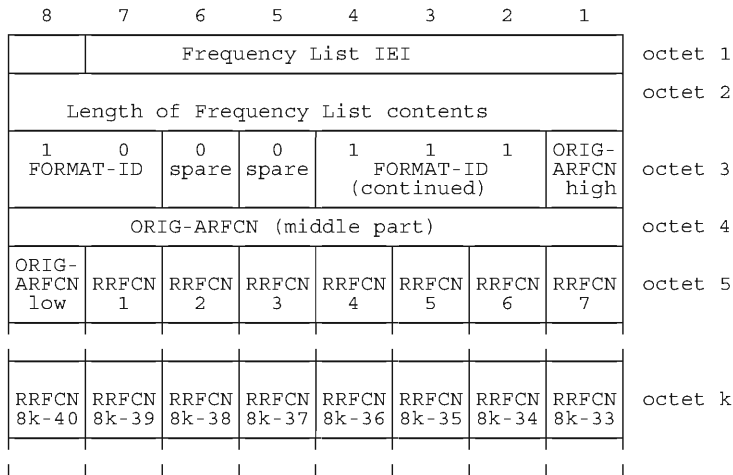 8 7 6 5 4 3 2 1
Frequency List IEI octet 1
octet 2
Length of Frequency List contents
1 0 0 0 1 1 1 ORIG-
FORMAT-ID spare spare FORMAT-ID ARFCN octet 3
(continued) high
ORIG-ARFCN (middle part) octet 4
ORIG-
ARFCN RRFCN RRFCN RRFCN RRFCN RRFCN RRFCN RRFCN octet 5
low 1 2 3 4 5 6 7
RRFCN RRFCN RRFCN RRFCN RRFCN RRFCN RRFCN RRFCN octet k
8k-40 8k-39 8k-38 8k-37 8k-36 8k-35 8k-34 8k-33